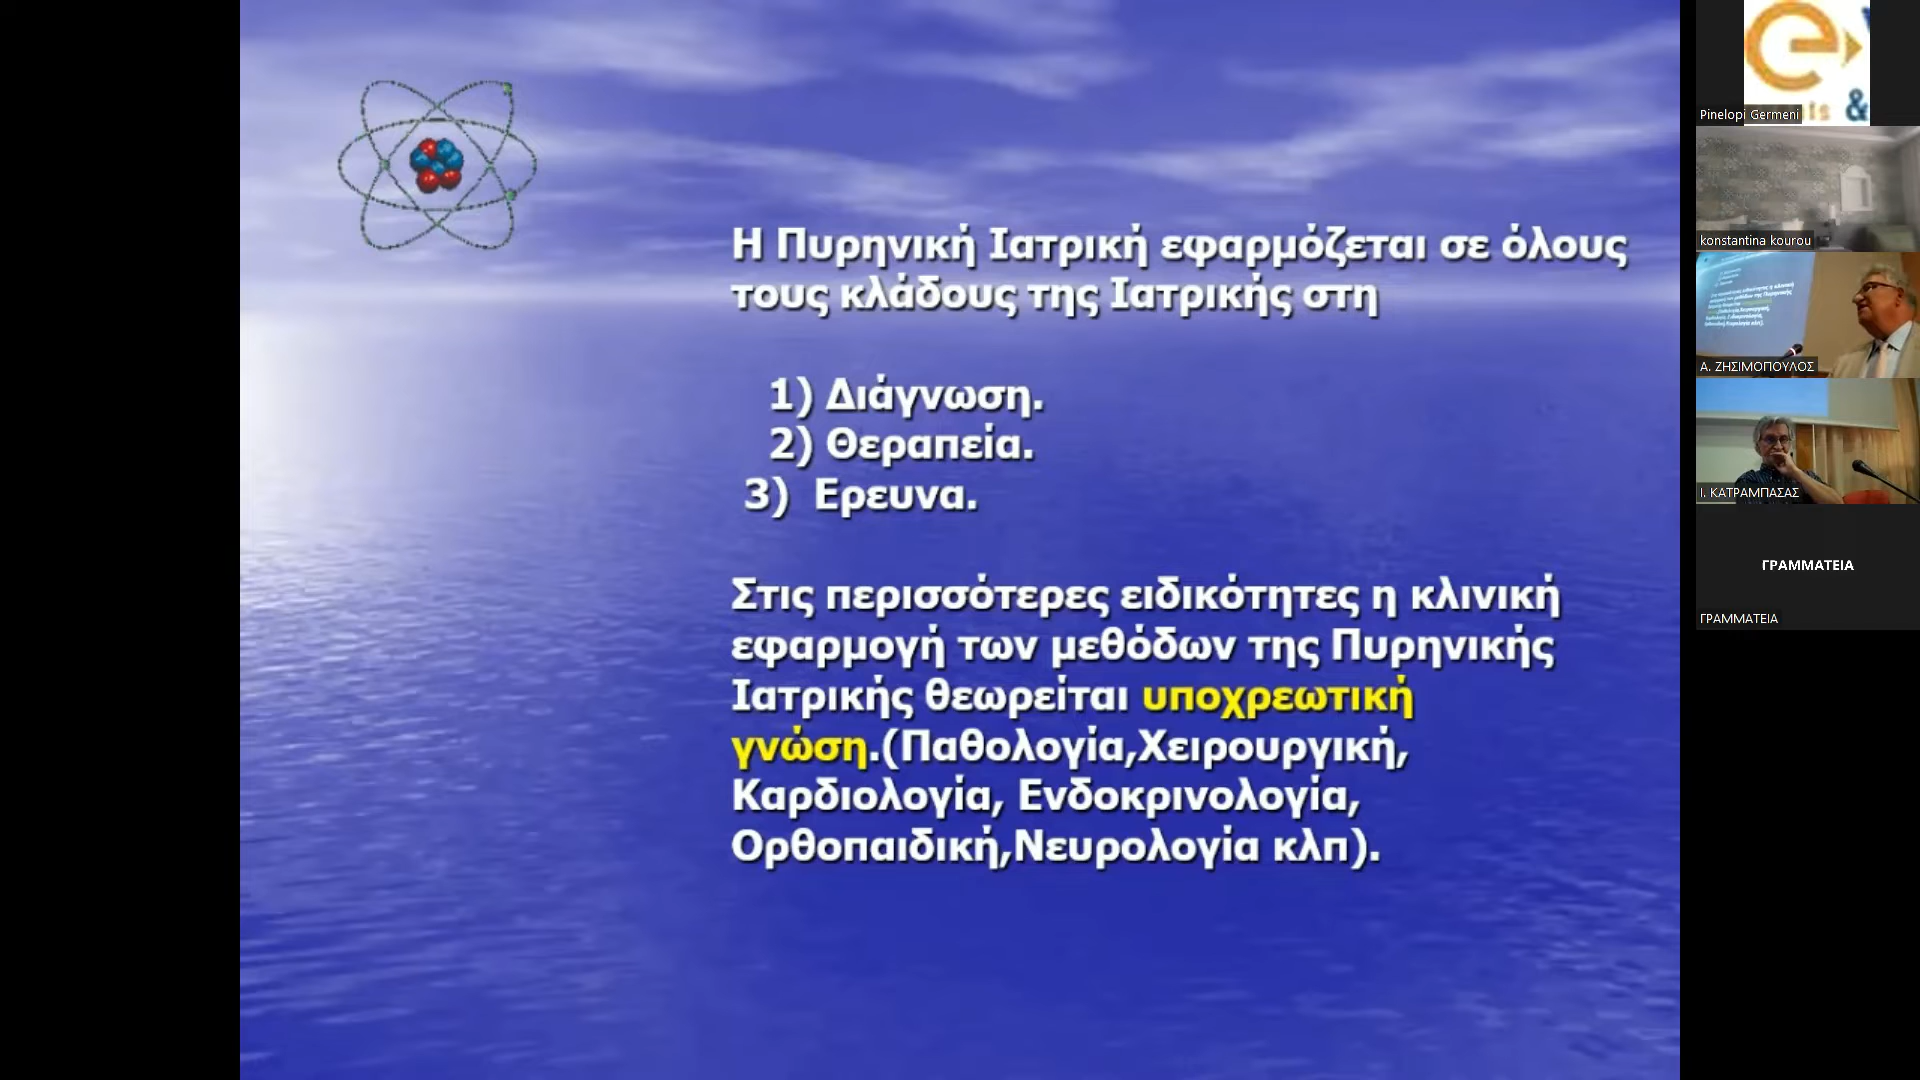 Η Πυρηνική Ιατρική εφαρμόζεται σε όλους
τους κλάδους της Ιατρικής στη
1) Διάγνωση.
2) Θεραπεία.
3) Ερευνα.
Στις περισσότερες ειδικότητες η κλινική
εφαρμογή των μεθόδων της Πυρηνικής
Ιατρικής θεωρείται υποχρεωτική
γνώση.(Παθολογία,Χειρουργική,
Καρδιολογία, Ενδοκρινολογία,
Ορθοπαιδική,Νευρολογία κλπ).
Pinelopi Germeni
konstantina kourou
Α. ΖΗΣΙΜΟΠΟΥΛΟΣ
Ι. ΚΑΤΡΑΜΠΑΣΑΣ
ΓΡΑΜΜΑΤΕΙΑ
ΓΡΑΜΜΑΤΕΙΑ